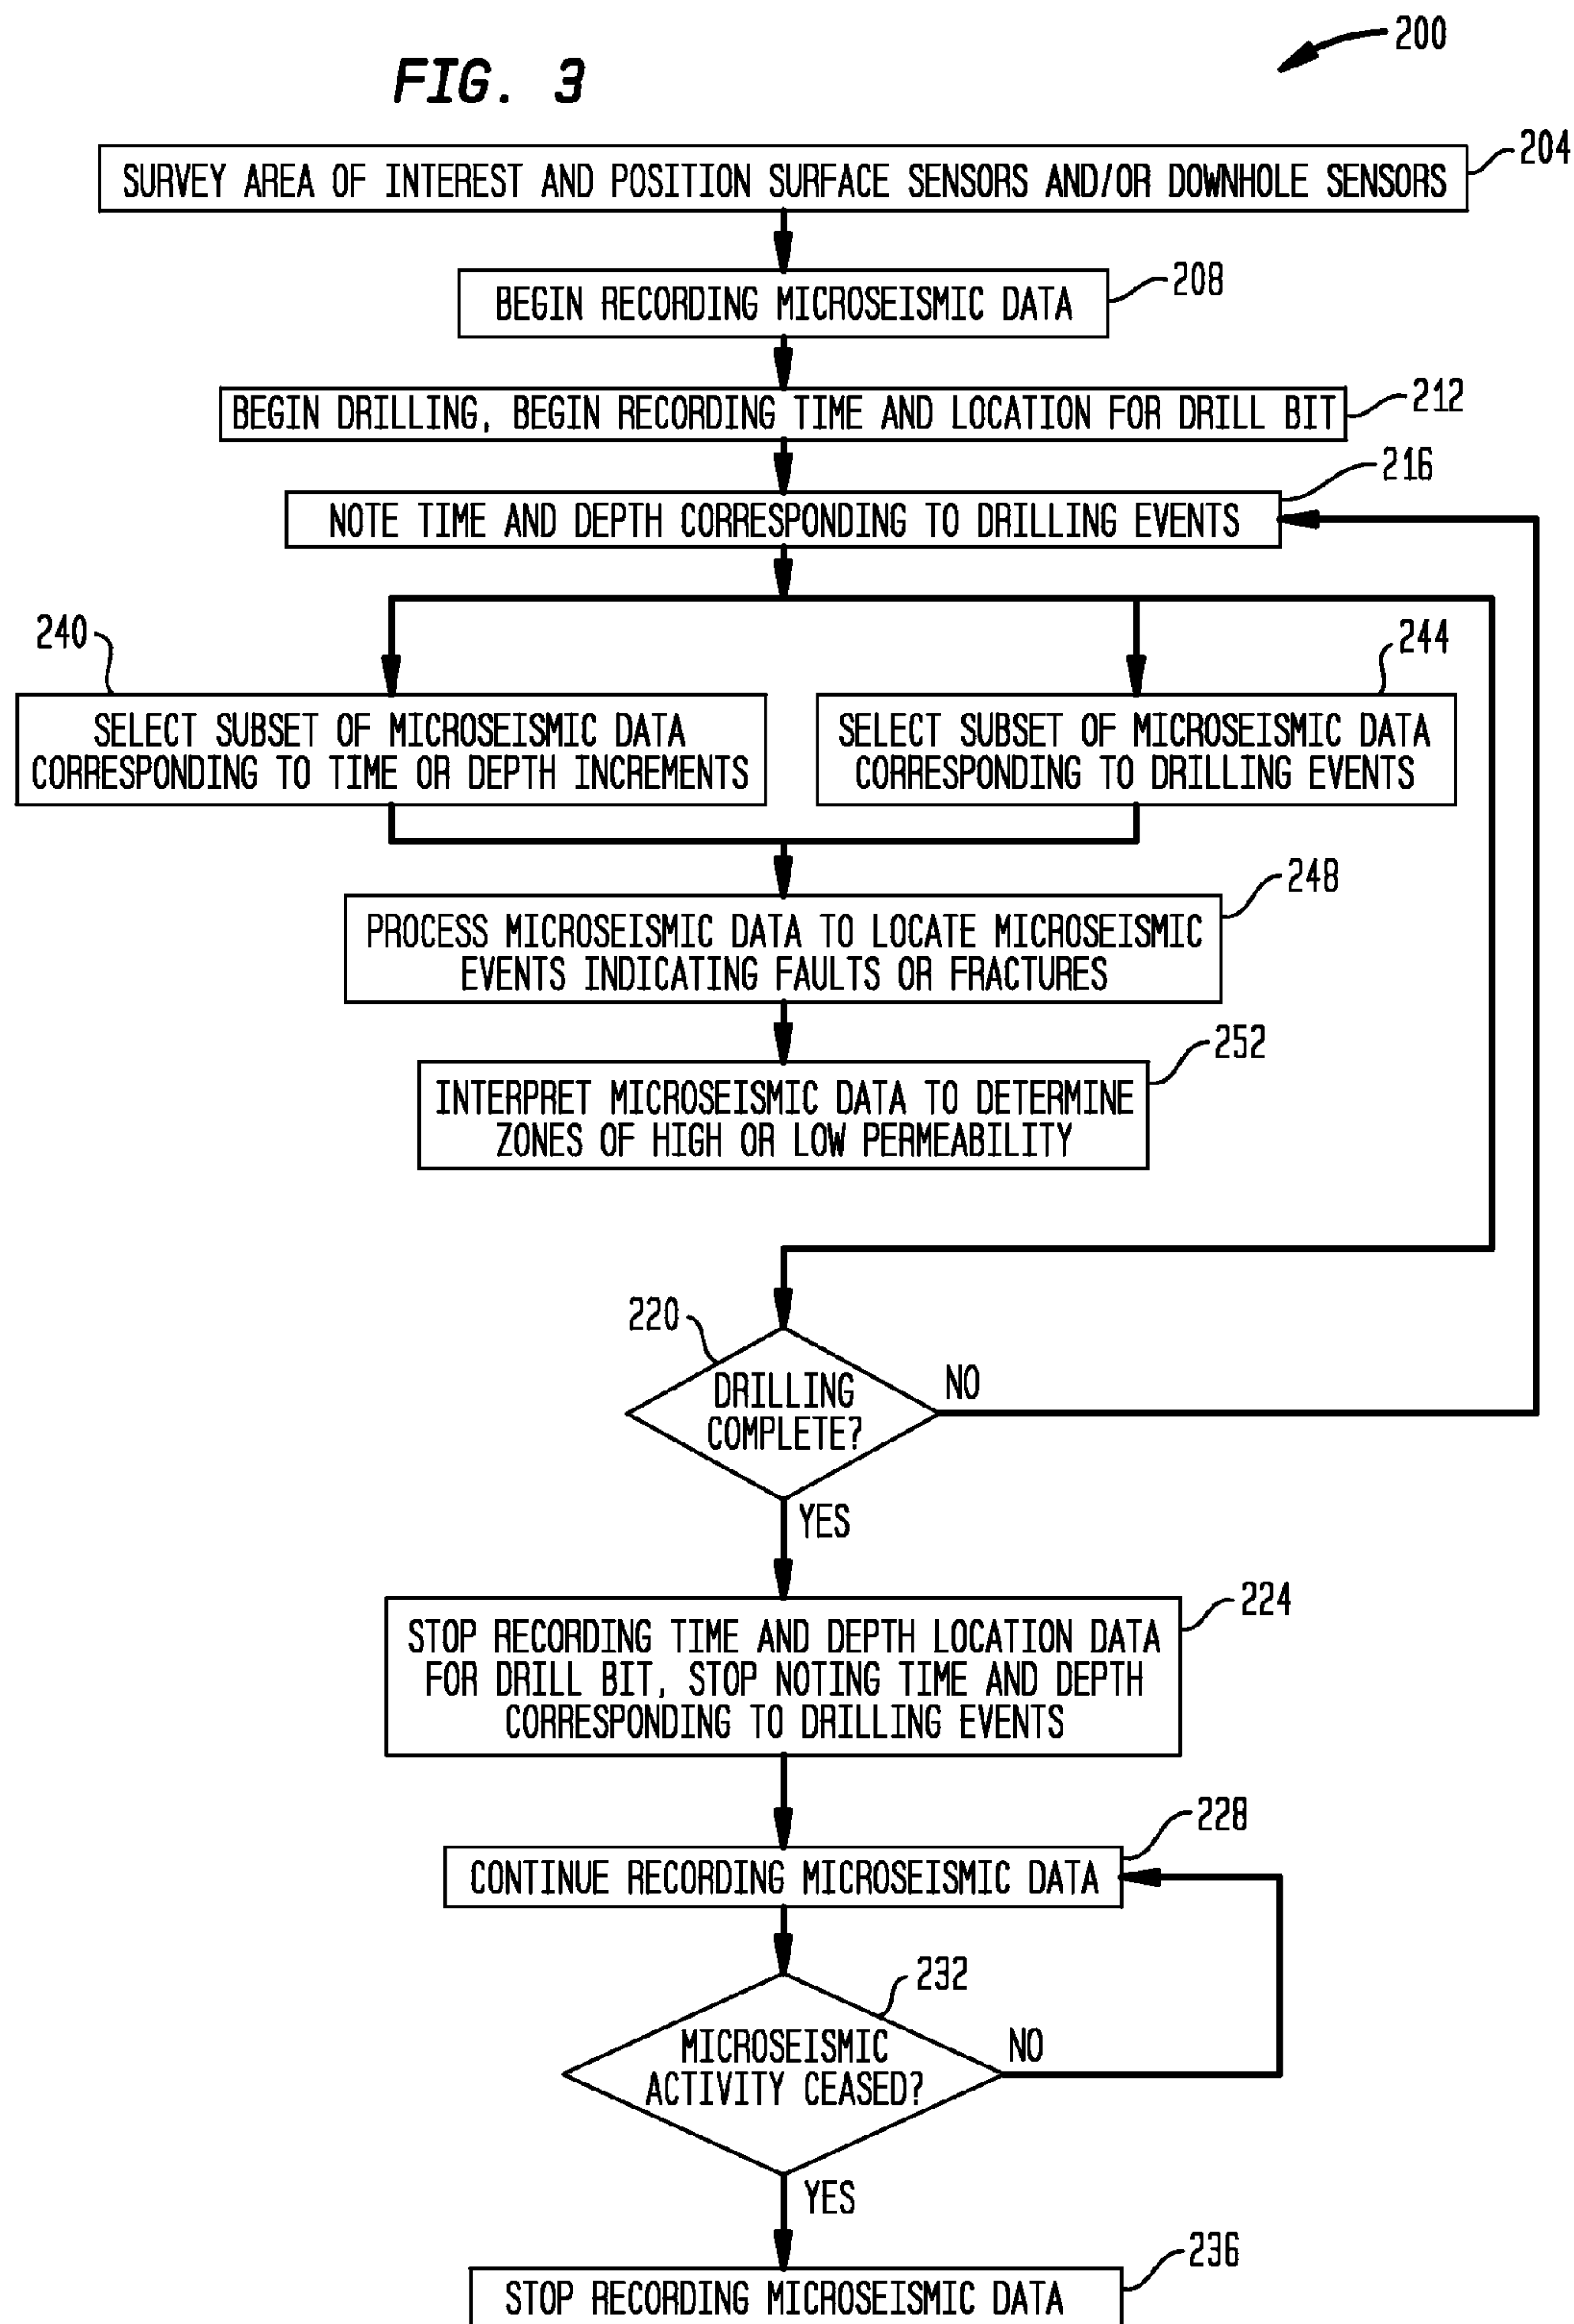 FIG. 3
200
SURVEY AREA OF INTEREST AND POSITION SURFACE SENSORS AND/OR DOWNHOLE SENSORS
204
BEGIN RECORDING MICROSEISMIC DATA
208
BEGIN DRILLING, BEGIN RECORDING TIME AND LOCATION FOR DRILL BIT
212
NOTE TIME AND DEPTH CORRESPONDING TO DRILLING EVENTS
216
240
SELECT SUBSET OF MICROSEISMIC DATA
CORRESPONDING TO TIME OR DEPTH INCREMENTS
244
SELECT SUBSET OF MICROSEISMIC DATA
CORRESPONDING TO DRILLING EVENTS
248
PROCESS MICROSEISMIC DATA TO LOCATE MICROSEISMIC
EVENTS INDICATING FAULTS OR FRACTURES
252
INTERPRET MICROSEISMIC DATA TO DETERMINE
ZONES OF HIGH OR LOW PERMEABILITY
220
DRILLING
COMPLETE?
NO
YES
224
STOP RECORDING TIME AND DEPTH LOCATION DATA
FOR DRILL BIT, STOP NOTING TIME AND DEPTH
CORRESPONDING TO DRILLING EVENTS
228
CONTINUE RECORDING MICROSEISMIC DATA
232
MICROSEISMIC
ACTIVITY CEASED?
NO
YES
236
STOP RECORDING MICROSEISMIC DATA